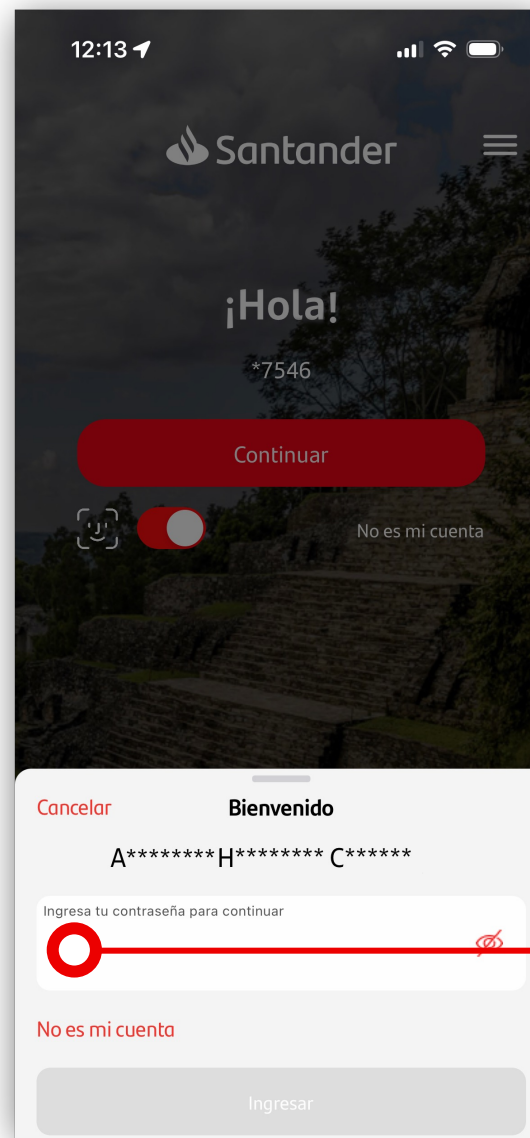 12:13
Santander
¡Hola!
*7546
Continuar
No es mi cuenta
Cancelar
Bienvenido
A******** H******** C******
Ingresa tu contraseña para continuar
No es mi cuenta
Ingresar